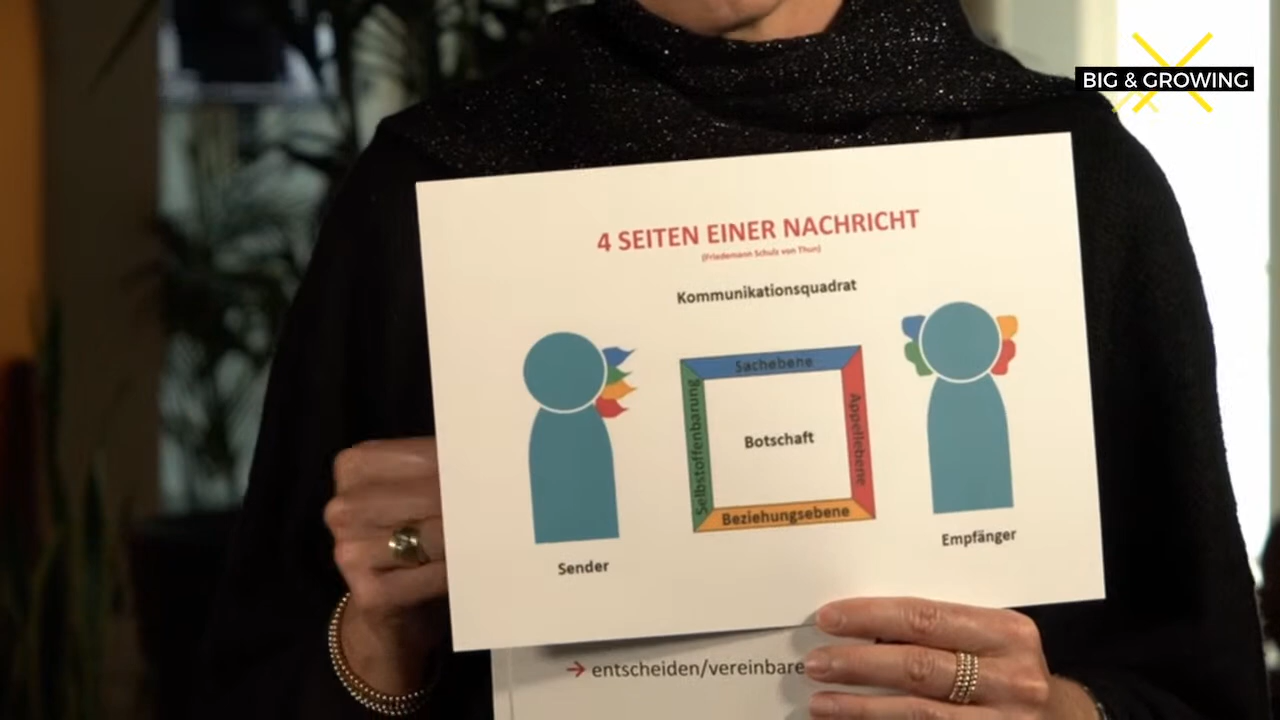 BIG & GROWING
4 SEITEN EINER NACHRICHT
(Friedemann Schulz von Thun)
Kommunikationsquadrat
Sachebene
Selbstoffenbarung
Botschaft
Appellebene
Beziehungsebene
Sender
Empfänger
→ entscheiden/vereinbare